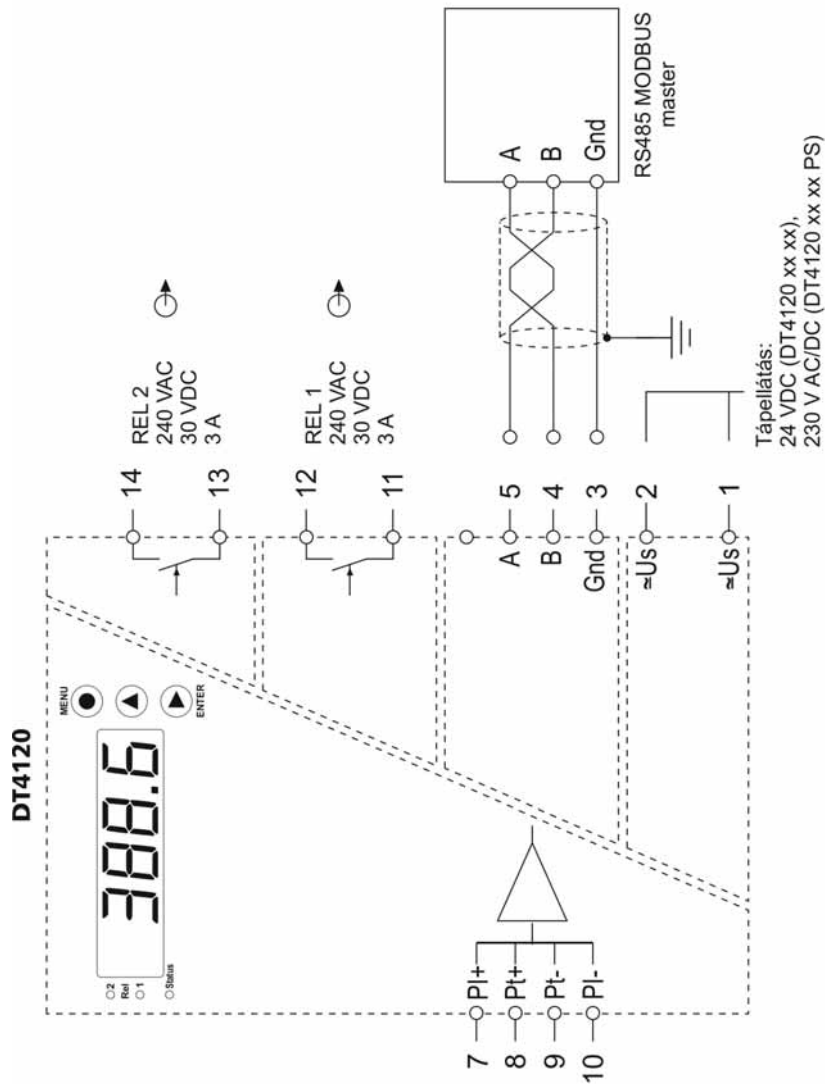 DT4120
MENU
ENTER
388.6
2
Rel
1
Status
7 PI+
8 Pt+
9 Pt-
10 PI-
14
13
REL 2
240 VAC
30 VDC
3 A
12
11
REL 1
240 VAC
30 VDC
3 A
A 5
B 4
Gnd 3
≃Us 2
≃Us 1
A
B
Gnd
RS485 MODBUS
master
Tápellátás:
24 VDC (DT4120 xx xx),
230 V AC/DC (DT4120 xx xx PS)